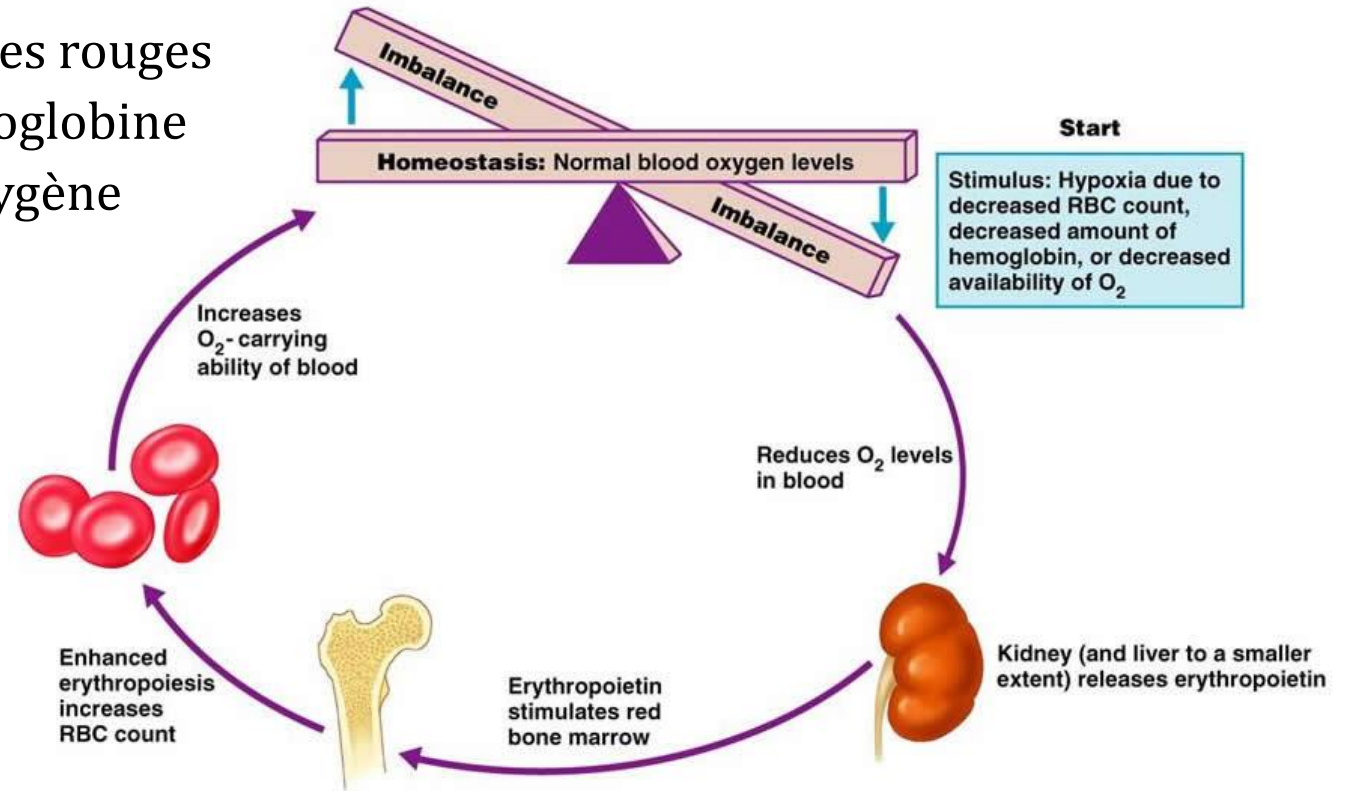 es rouges
oglobine
ygène
Imbalance
Homeostasis: Normal blood oxygen levels
Imbalance
Start
Stimulus: Hypoxia due to
decreased RBC count,
decreased amount of
hemoglobin, or decreased
availability of O2
Increases
O2- carrying
ability of blood
Reduces O2 levels
in blood
Kidney (and liver to a smaller
extent) releases erythropoietin
Erythropoietin
stimulates red
bone marrow
Enhanced
erythropoiesis
increases
RBC count